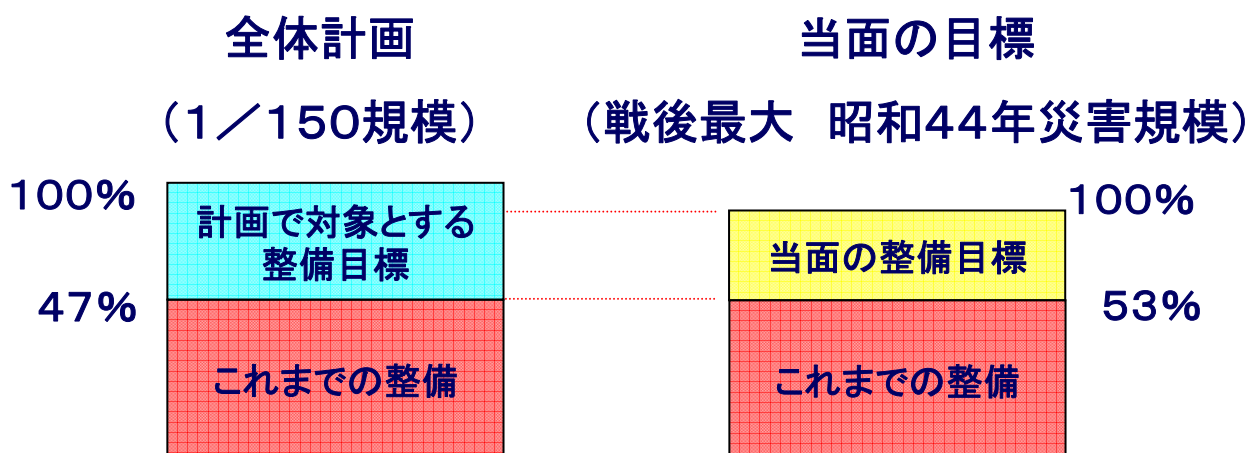 全体計画
（１／１５０規模）
当面の目標
（戦後最大　昭和４４年災害規模）
１００％
計画で対象とする
整備目標
４７％
これまでの整備
１００％
当面の整備目標
５３％
これまでの整備